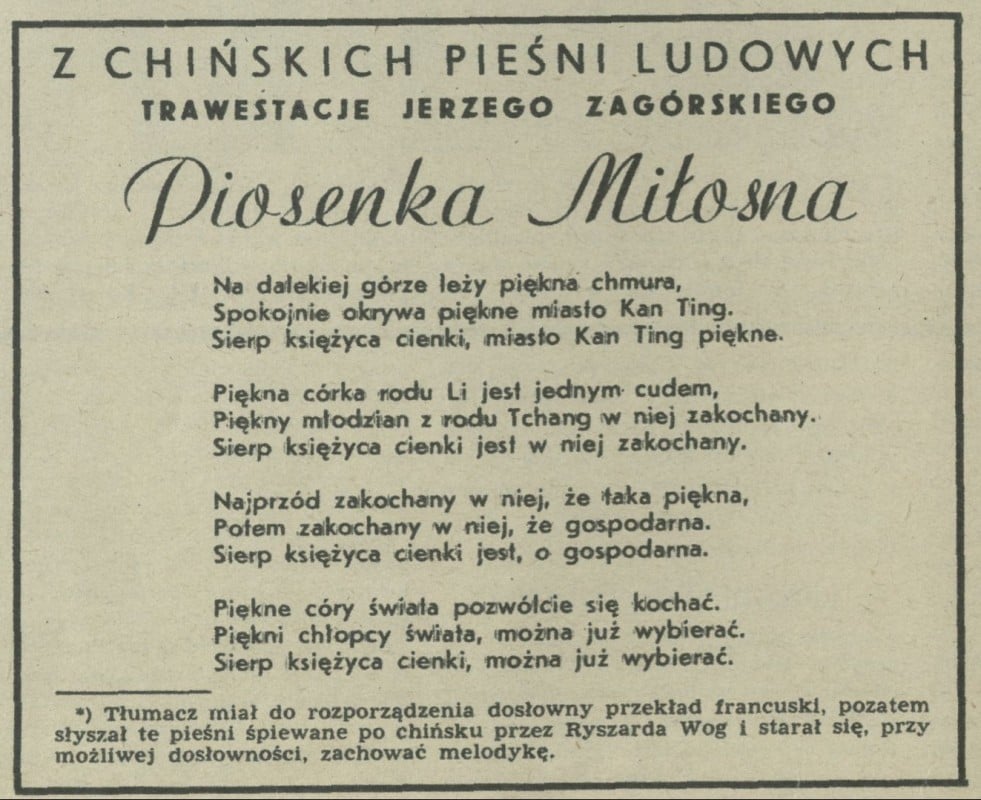 Z CHIŃSKICH PIEŚNI LUDOWYCH
TRAWESTACJE JERZEGO ZAGÓRSKIEGO
Piosenka Miłosna
Na dalekiej górze leży piękna chmura,
Spokojnie okrywa piękne miasto Kan Ting.
Sierp księżyca cienki, miasto Kan Ting piękne.
Piękna córka rodu Li jest jednym cudem,
Piękny młodzian z rodu Tchang w niej zakochany.
Sierp księżyca cienki jest w niej zakochany.
Najprzód zakochany w niej, że taka piękna,
Potem zakochany w niej, że gospodarna.
Sierp księżyca cienki jest, o gospodarna.
Piękne córy świata pozwólcie się kochać.
Piękni chłopcy świata, można już wybierać.
Sierp księżyca cienki, można już wybierać.
*) Tłumacz miał do rozporządzenia dosłowny przekład francuski, pozatem
słyszał te pieśni śpiewane po chińsku przez Ryszarda Wog i starał się, przy
możliwej dosłowności, zachować melodykę.